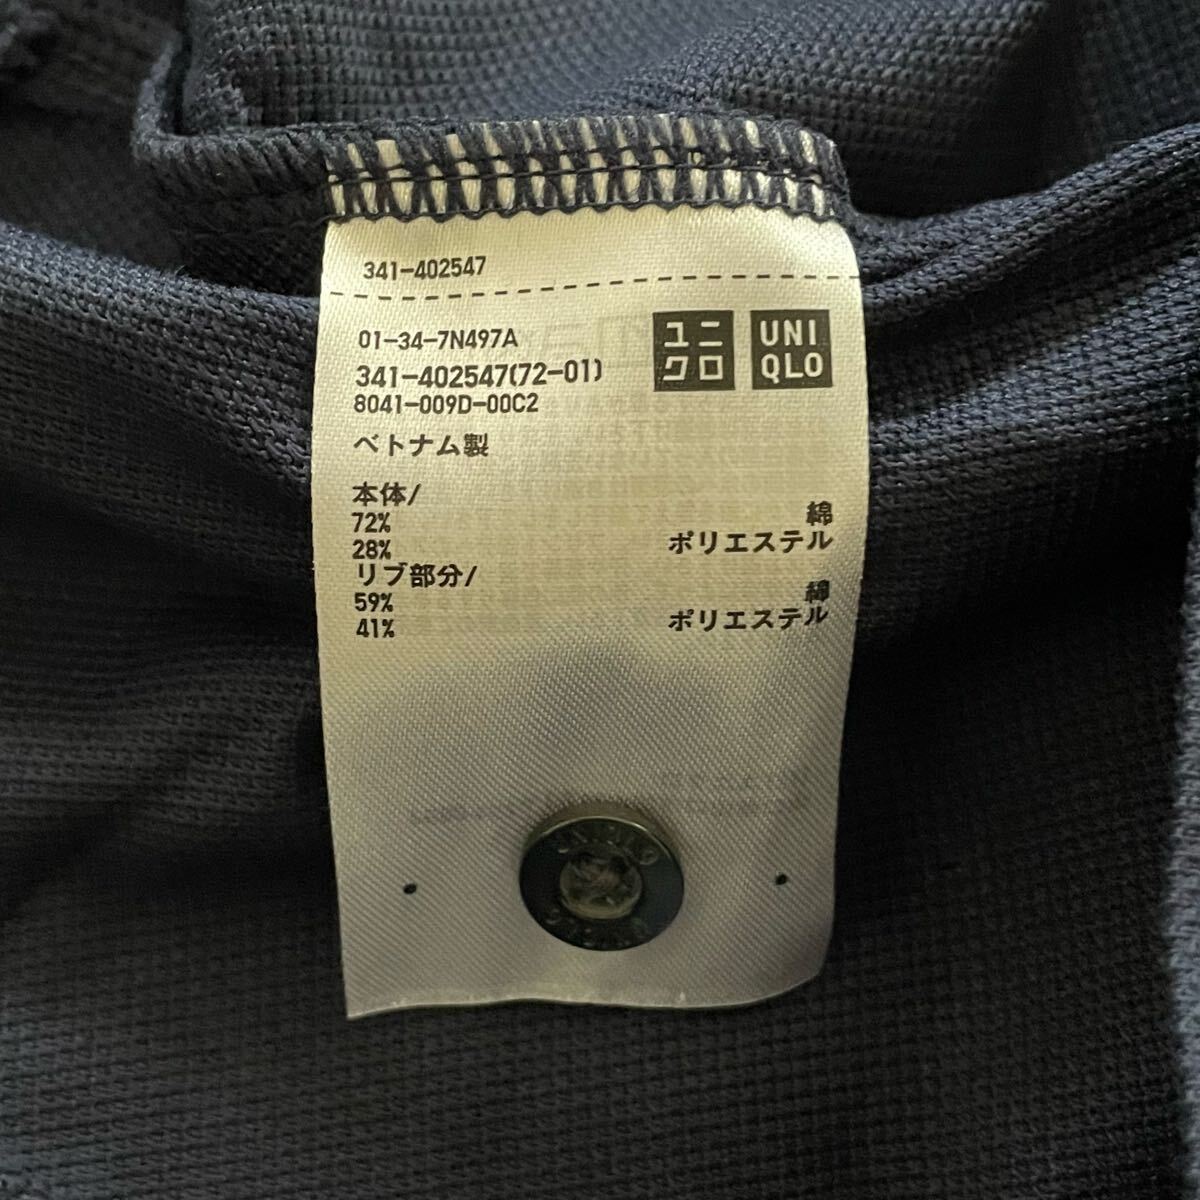 341-402547
01-34-7N497A
341-402547(72-01)
8041-009D-00C2
ユニ
クロ
UNI
QLO
ベトナム製
本体/
72% 綿
28% ポリエステル
リブ部分/
59% 綿
41% ポリエステル